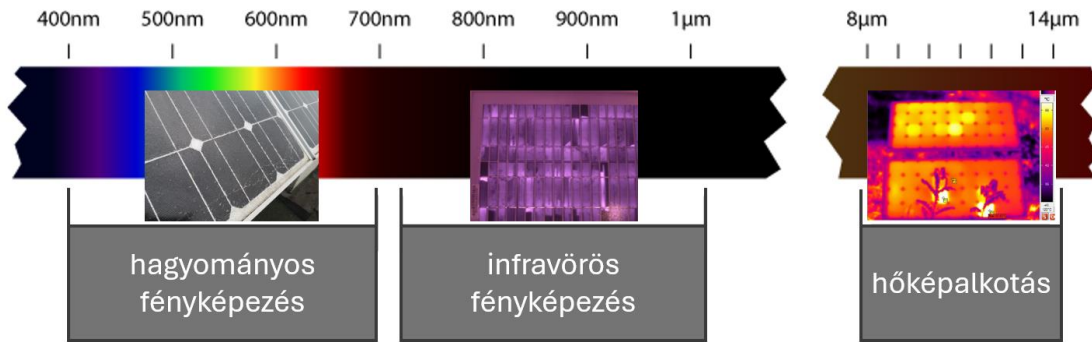 400nm 500nm 600nm 700nm 800nm 900nm 1µm 8µm 14µm
hagyományos
fényképezés
infravörös
fényképezés
hőképalkotás